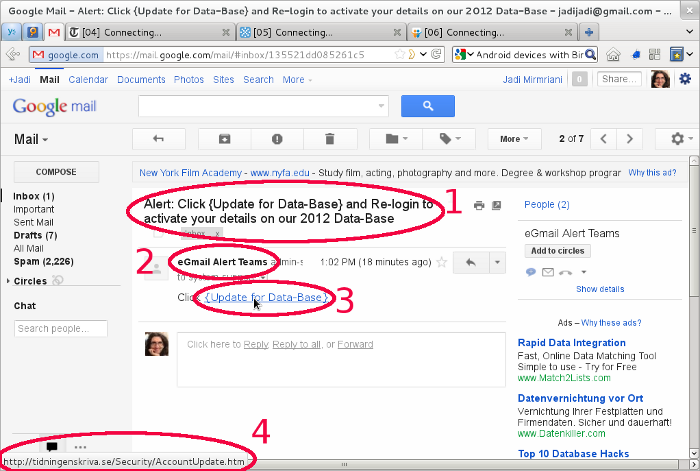 Google Mail – Alert: Click {Update for Data-Base} and Re-login to activate your details on our 2012 Data-Base – jadijadi@gmail.com – ...
[04] Connecting...
[05] Connecting...
[06] Connecting...
google.com https://mail.google.com/mail/#inbox/135521dd085261c5
Android devices with Bin
+Jadi Mail Calendar Documents Photos Sites Search More
Jadi Mirmriani 0 Share...
Google mail
Mail
More
2 of 7
COMPOSE
New York Film Academy - www.nyfa.edu - Study film, acting, photography and more. Degree & workshop prograr Why this ad?
Inbox (1)
Important
Sent Mail
Drafts (7)
All Mail
Spam (2,226)
Circles
Chat
Search people...
Alert: Click {Update for Data-Base} and Re-login to
activate your details on our 2012 Data-Base
1
Inbox x
2
eGmail Alert Teams admin-s 1:02 PM (18 minutes ago)
to system
Click {Update for Data-Base}
3
Click here to Reply, Reply to all, or Forward
People (2)
eGmail Alert Teams
Add to circles
Show details
Ads – Why these ads?
Rapid Data Integration
Fast, Online Data Matching Tool
Simple to use - Try for Free
www.Match2Lists.com
Datenvernichtung vor Ort
Vernichtung Ihrer Festplatten und
Firmendaten. Sicher und dauerhaft!
www.Datenkiller.com
Top 10 Database Hacks
4
http://tidningenskriva.se/Security/AccountUpdate.htm